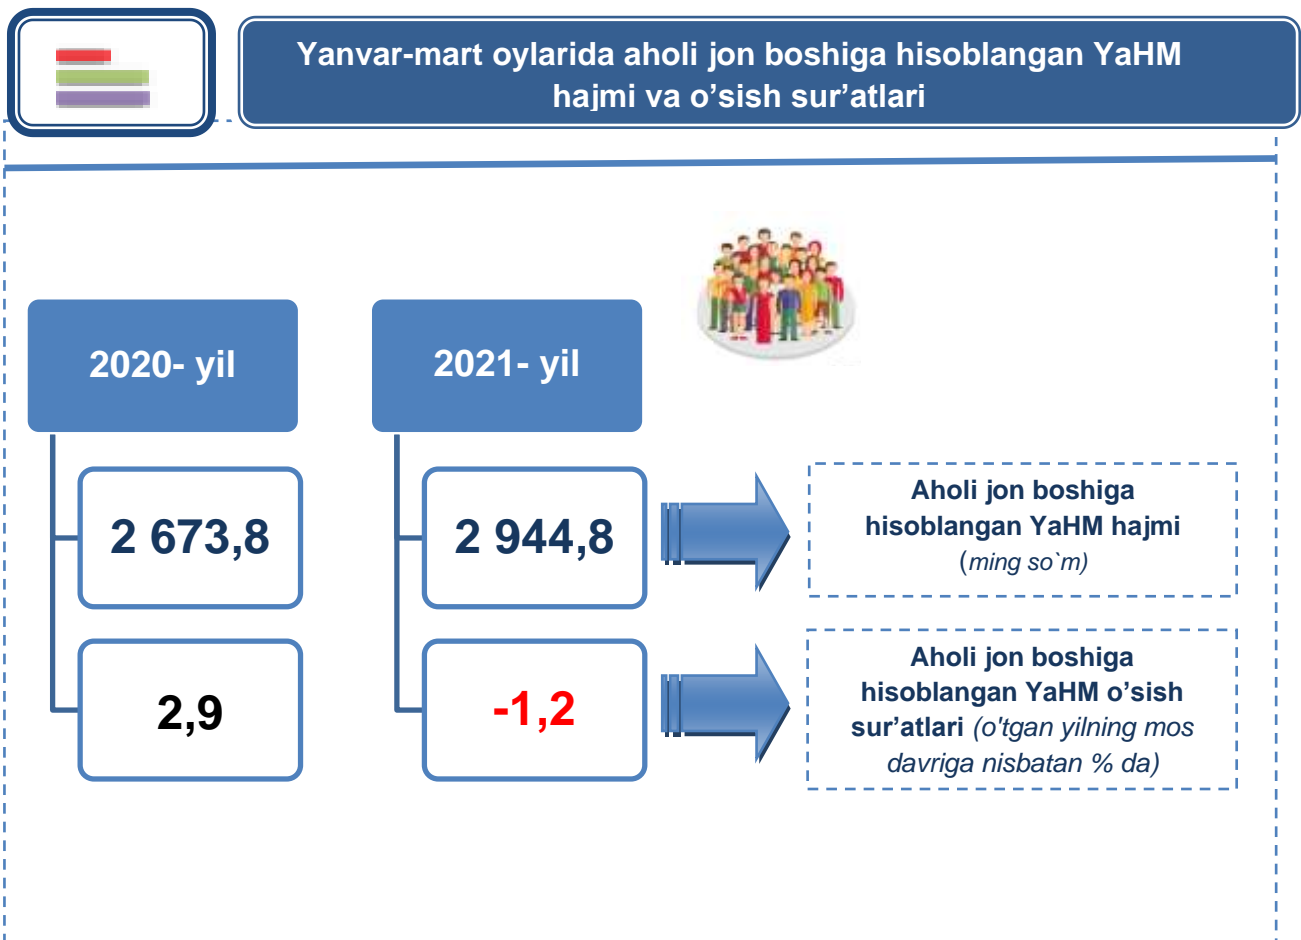 Yanvar-mart oylarida aholi jon boshiga hisoblangan YaHM
hajmi va o’sish sur’atlari
2020- yil
2021- yil
2 673,8
2 944,8
Aholi jon boshiga
hisoblangan YaHM hajmi
(ming so`m)
2,9
-1,2
Aholi jon boshiga
hisoblangan YaHM o’sish
sur’atlari (o'tgan yilning mos
davriga nisbatan % da)